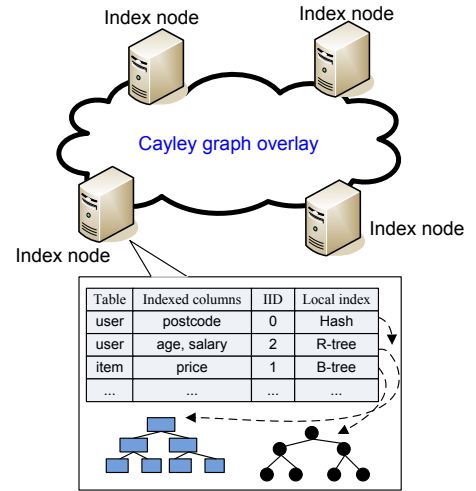 Index node
Index node
Cayley graph overlay
Index node
Index node
Table Indexed columns IID Local index
user postcode 0 Hash
user age, salary 2 R-tree
item price 1 B-tree
... ... ... ...